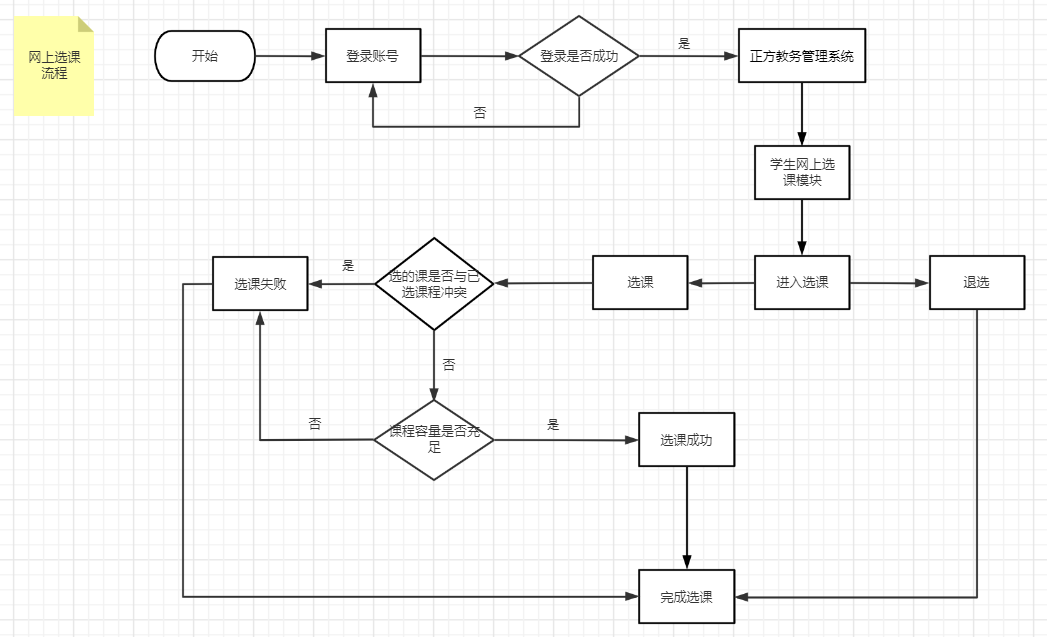 网上选课
流程
开始
登录账号
登录是否成功
是
正方教务管理系统
否
学生网上选
课模块
选课失败
是
选的课是否与已
选课程冲突
选课
进入选课
退选
否
否
课程容量是否充
足
是
选课成功
完成选课